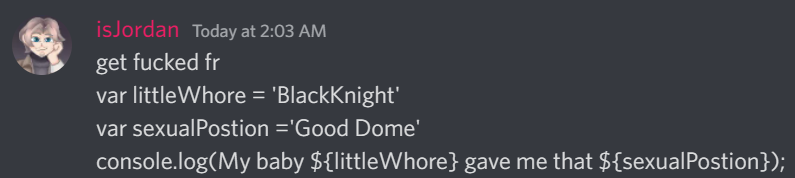 isJordan Today at 2:03 AM
get fucked fr
var littleWhore = 'BlackKnight'
var sexualPostion ='Good Dome'
console.log(My baby ${littleWhore} gave me that ${sexualPostion});